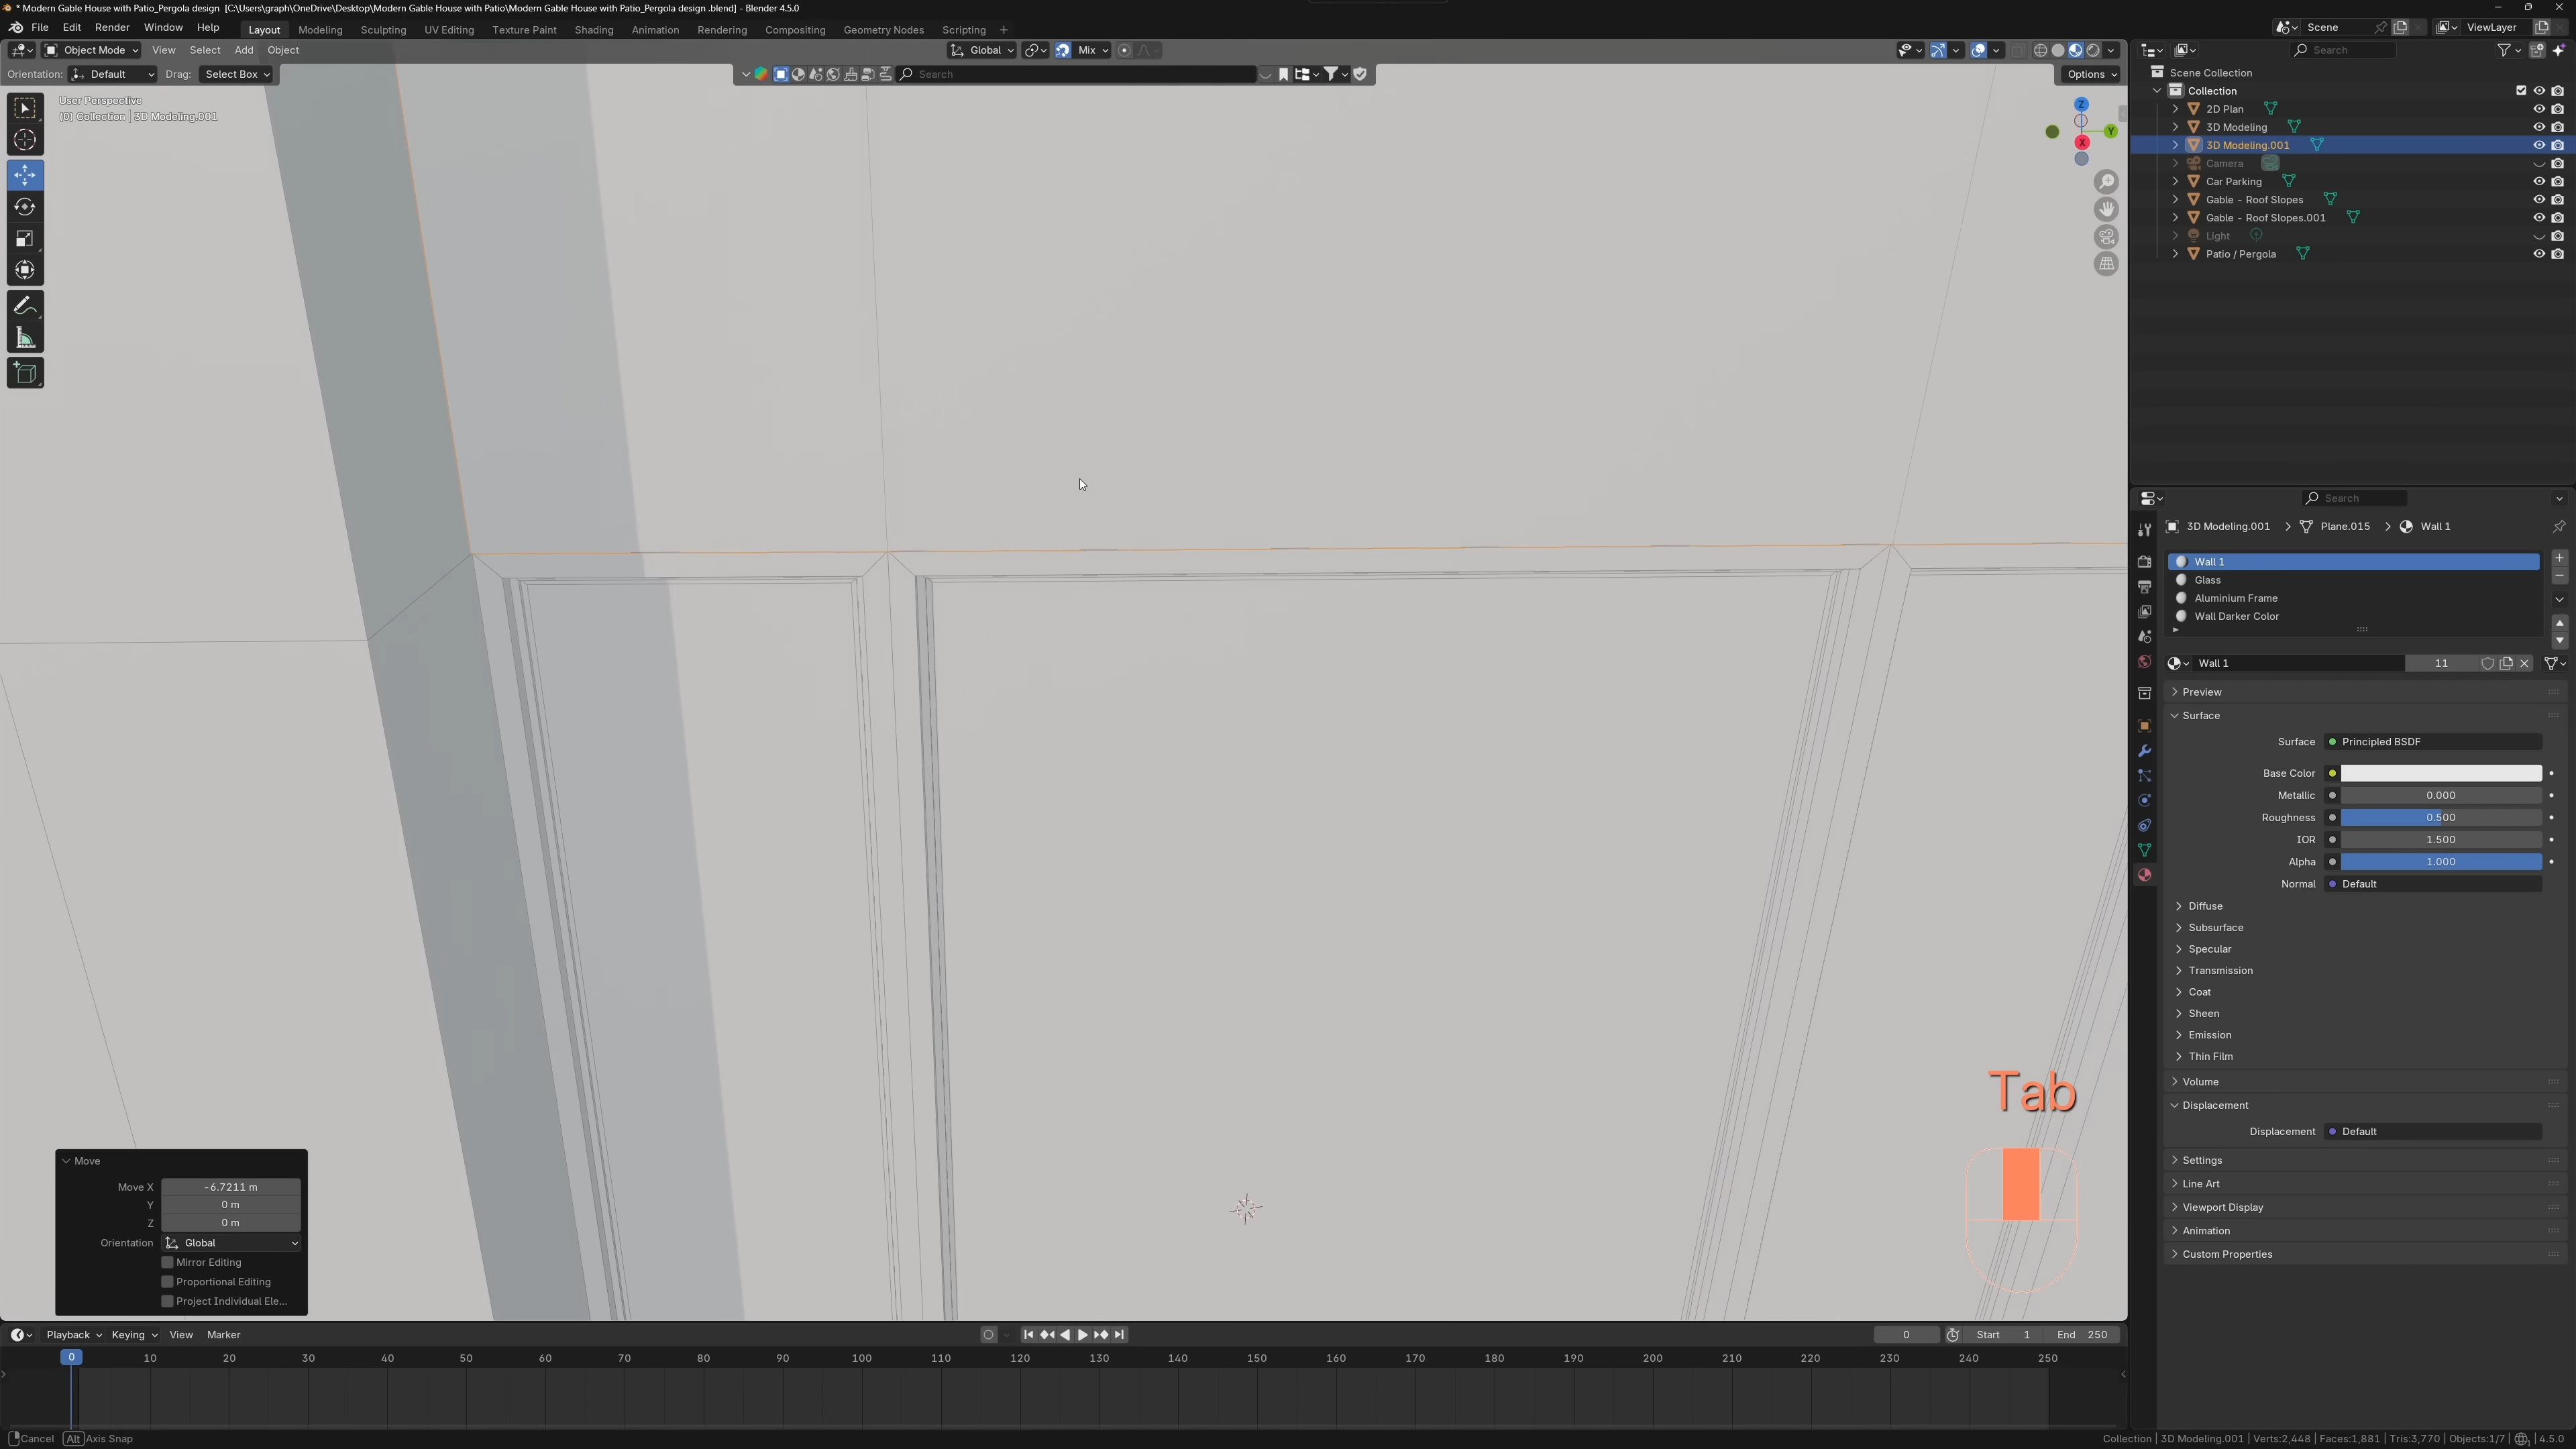 * Modern Gable House with Patio_Pergola design  [C:\Users\graph\OneDrive\Desktop\Modern Gable House with Patio\Modern Gable House with Patio_Pergola design .blend] - Blender 4.5.0
File Edit Render Window Help Layout Modeling Sculpting UV Editing Texture Paint Shading Animation Rendering Compositing Geometry Nodes Scripting + Scene ViewLayer
Object Mode View Select Add Object Global Mix Search
Orientation: Default Drag: Select Box Search Options
Scene Collection
Collection
2D Plan
3D Modeling
3D Modeling.001
Camera
Car Parking
Gable - Roof Slopes
Gable - Roof Slopes.001
Light
Patio / Pergola
User Perspective
(0) Collection | 3D Modeling.001
Z
Y
X
Search
3D Modeling.001 > Plane.015 > Wall 1
Wall 1
Glass
Aluminium Frame
Wall Darker Color
Wall 1 11
Preview
Surface
Surface Principled BSDF
Base Color
Metallic 0.000
Roughness 0.500
IOR 1.500
Alpha 1.000
Normal Default
Diffuse
Subsurface
Specular
Transmission
Coat
Sheen
Emission
Thin Film
Volume
Displacement
Displacement Default
Settings
Line Art
Viewport Display
Animation
Custom Properties
Tab
Move
Move X -6.7211 m
Y 0 m
Z 0 m
Orientation Global
Mirror Editing
Proportional Editing
Project Individual Ele...
Playback Keying View Marker 0 Start 1 End 250
0 10 20 30 40 50 60 70 80 90 100 110 120 130 140 150 160 170 180 190 200 210 220 230 240 250
Cancel Alt Axis Snap
Collection | 3D Modeling.001 | Verts:2,448 | Faces:1,881 | Tris:3,770 | Objects:1/7 | 4.5.0